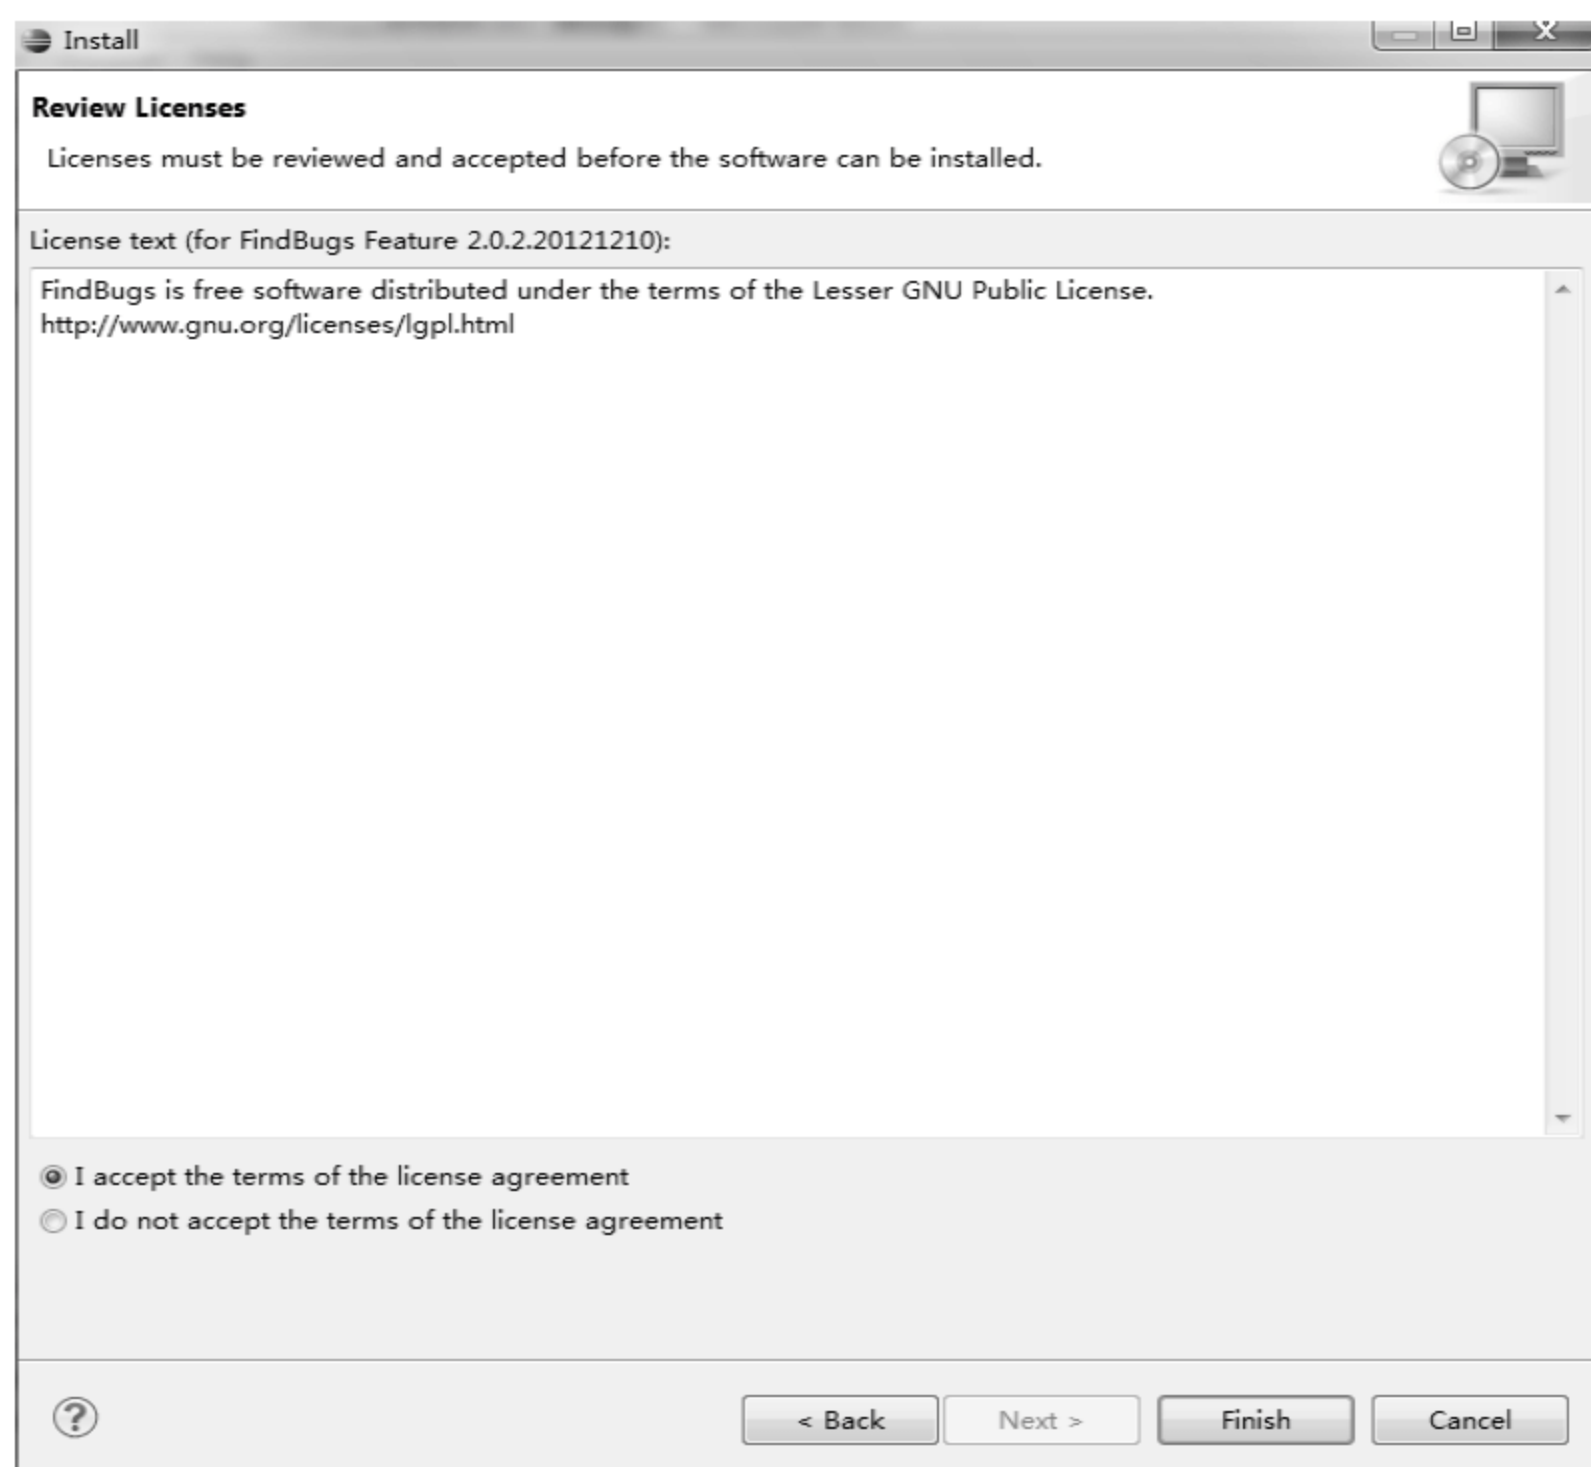 Install
Review Licenses
Licenses must be reviewed and accepted before the software can be installed.
License text (for FindBugs Feature 2.0.2.20121210):
FindBugs is free software distributed under the terms of the Lesser GNU Public License.
http://www.gnu.org/licenses/lgpl.html
I accept the terms of the license agreement
I do not accept the terms of the license agreement
?
< Back
Next >
Finish
Cancel